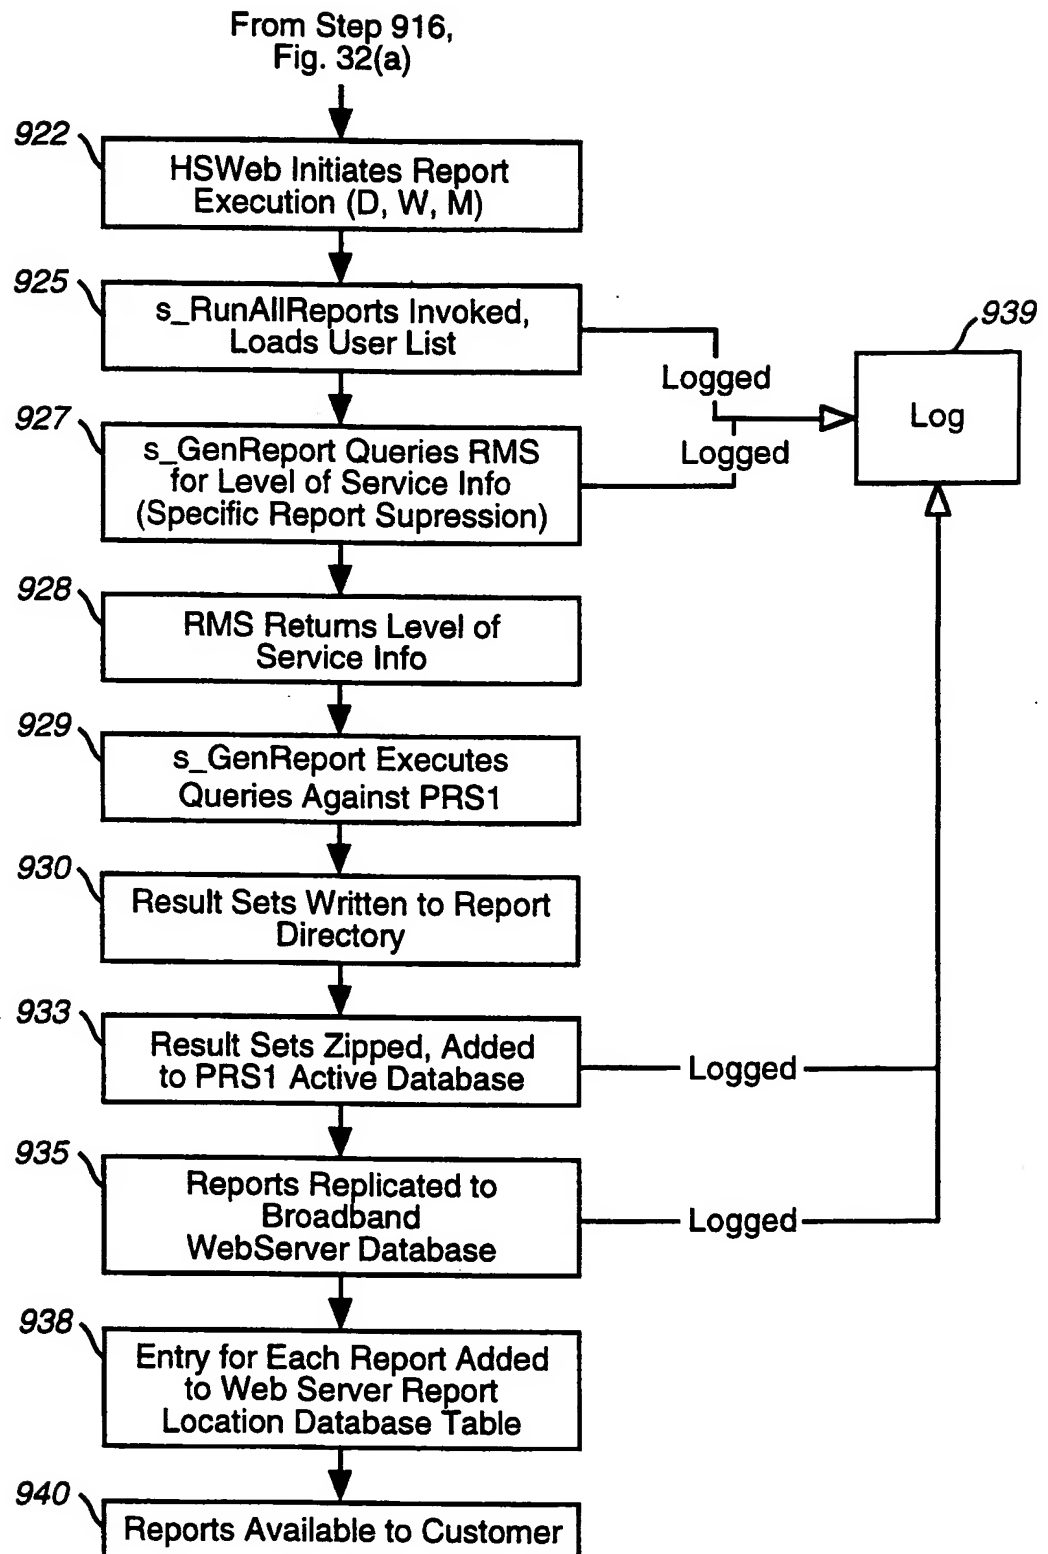 From Step 916,
Fig. 32(a)
922
HSWeb Initiates Report
Execution (D, W, M)
925
s_RunAllReports Invoked,
Loads User List
939
Logged
Log
927
s_GenReport Queries RMS
for Level of Service Info
(Specific Report Supression)
Logged
928
RMS Returns Level of
Service Info
929
s_GenReport Executes
Queries Against PRS1
930
Result Sets Written to Report
Directory
933
Result Sets Zipped, Added
to PRS1 Active Database
Logged
935
Reports Replicated to
Broadband
WebServer Database
Logged
938
Entry for Each Report Added
to Web Server Report
Location Database Table
940
Reports Available to Customer